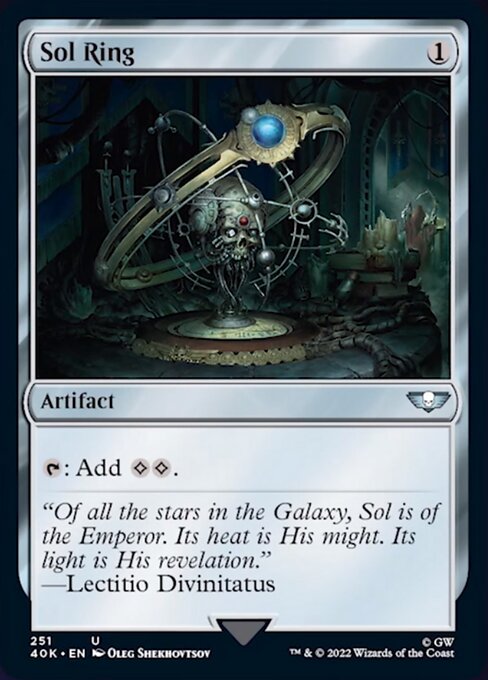 Sol Ring 1
Artifact
: Add .
“Of all the stars in the Galaxy, Sol is of
the Emperor. Its heat is His might. Its
light is His revelation.”
—Lectitio Divinitatus
251 U © GW
40K • EN Oleg Shekhovtsov ™ & © 2022 Wizards of the Coast